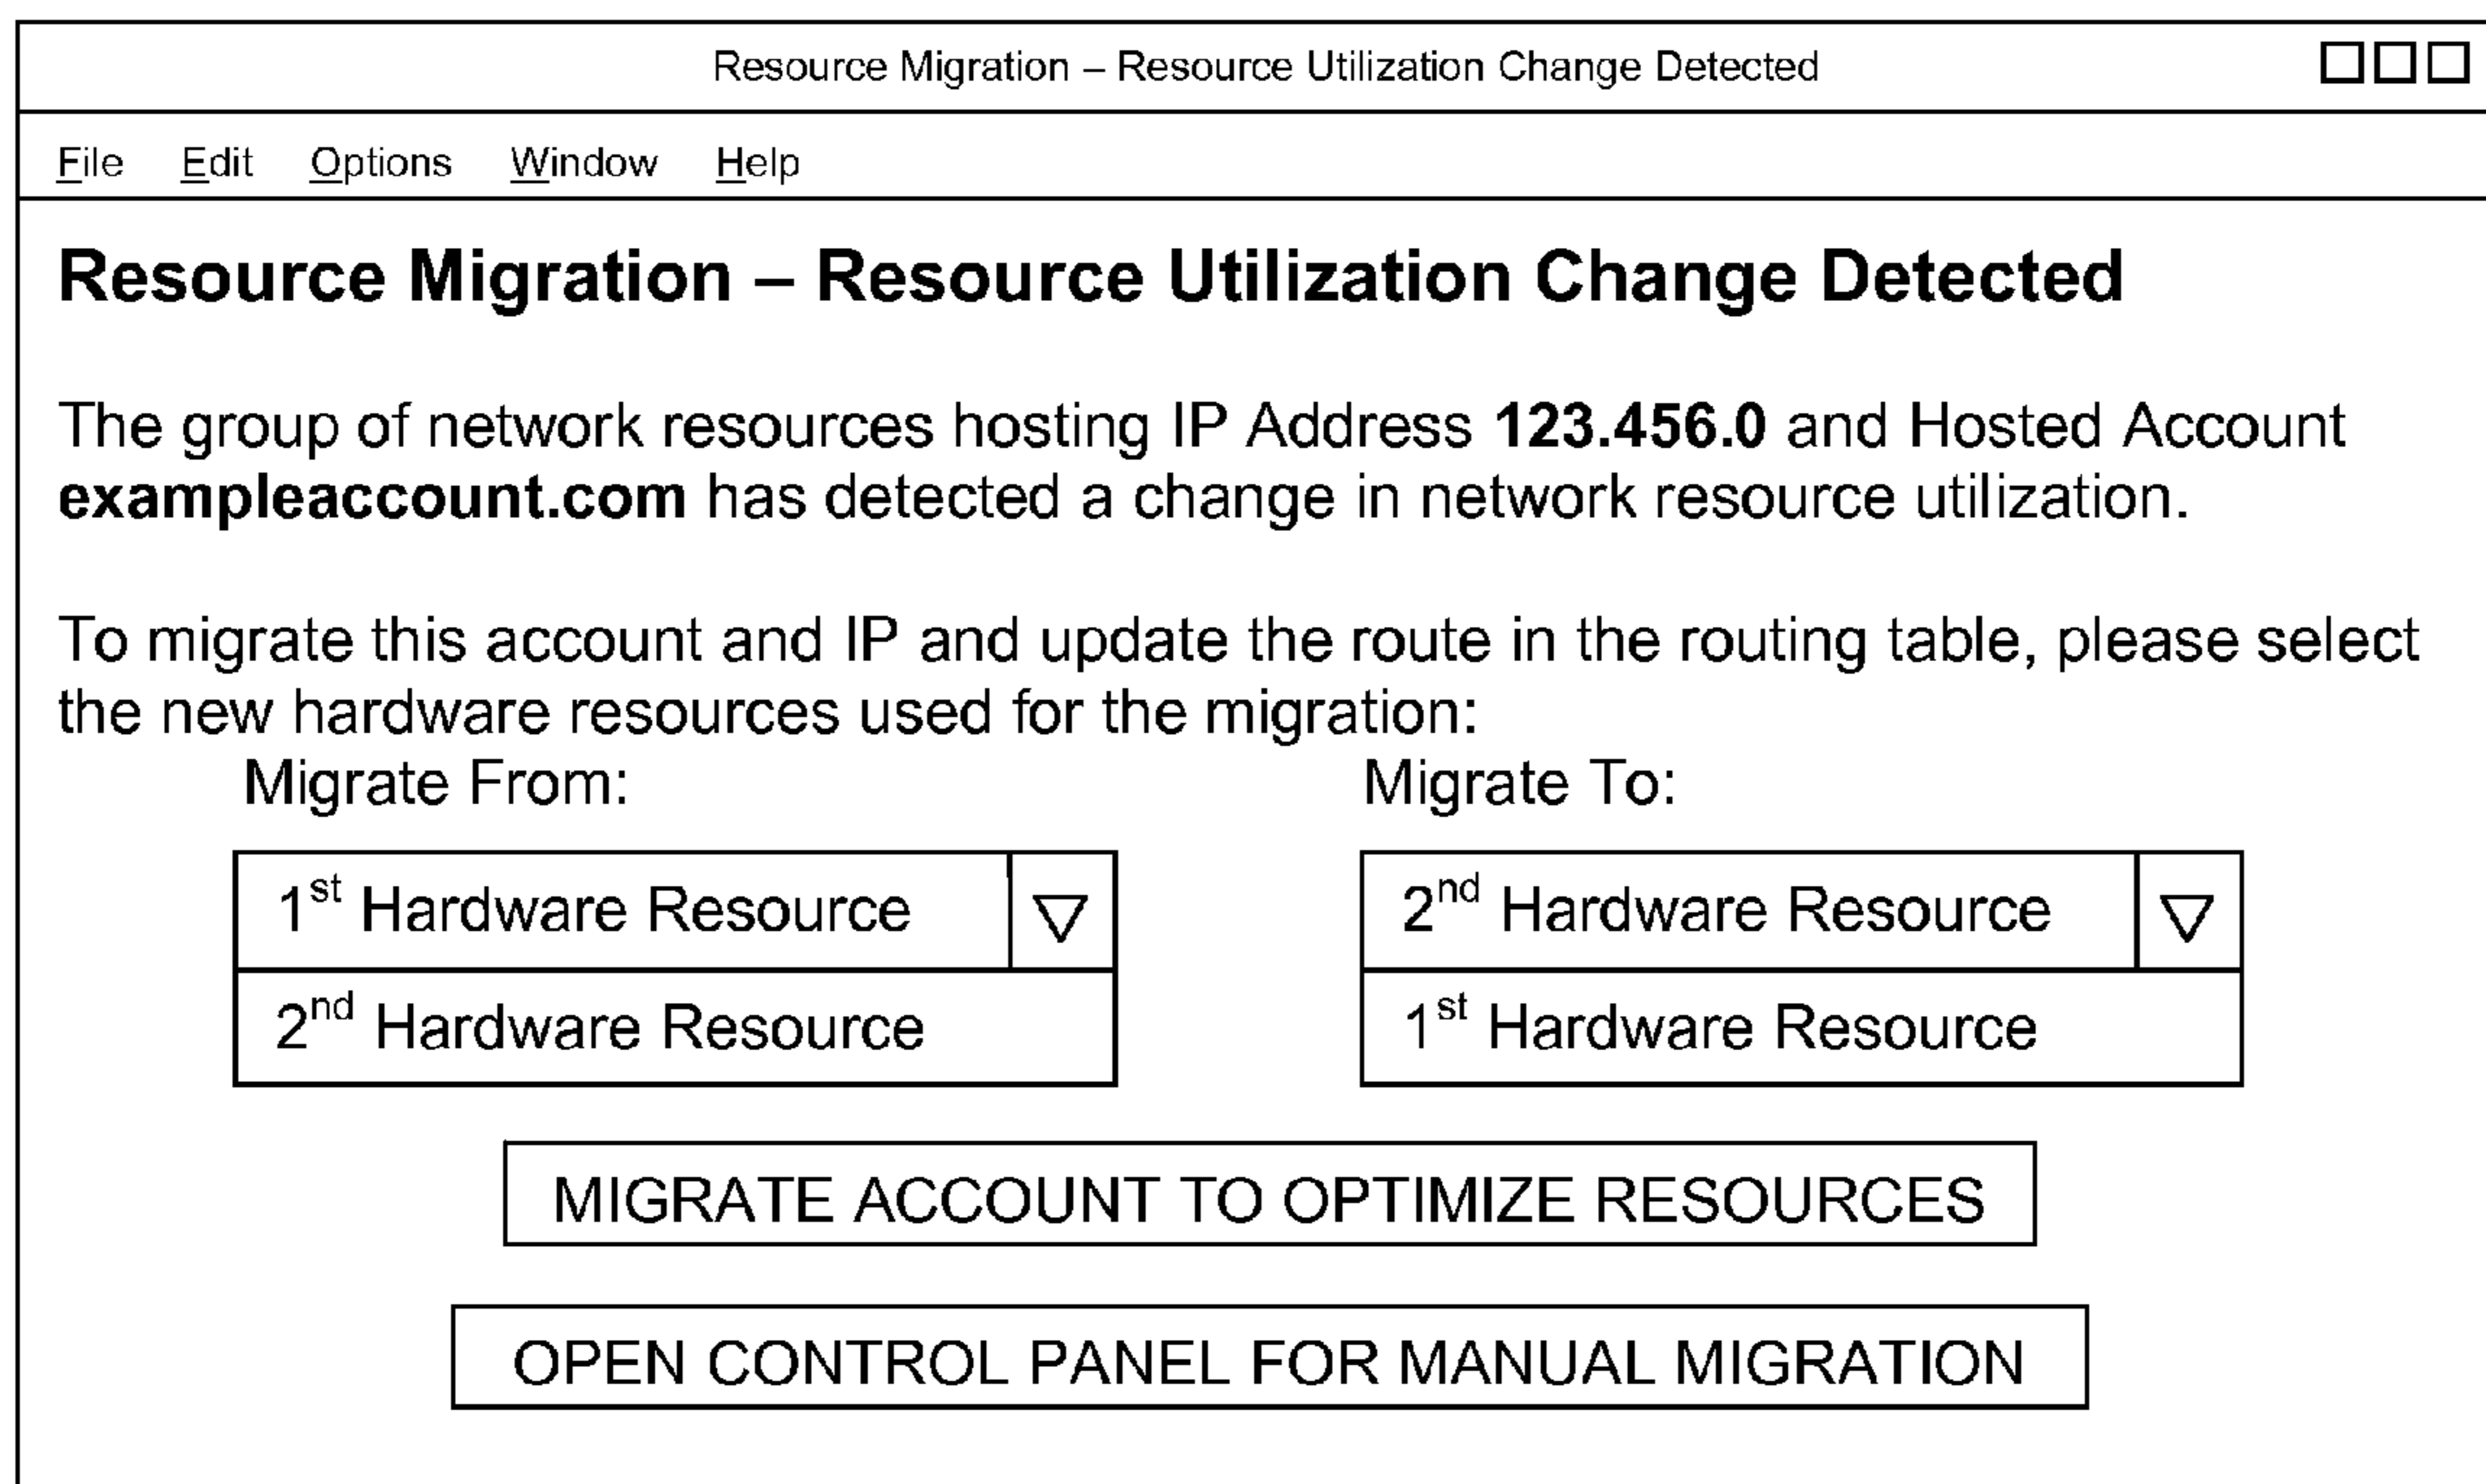 Resource Migration – Resource Utilization Change Detected
File Edit Options Window Help
Resource Migration – Resource Utilization Change Detected
The group of network resources hosting IP Address 123.456.0 and Hosted Account
exampleaccount.com has detected a change in network resource utilization.
To migrate this account and IP and update the route in the routing table, please select
the new hardware resources used for the migration:
Migrate From: Migrate To:
1st Hardware Resource 2nd Hardware Resource
2nd Hardware Resource 1st Hardware Resource
MIGRATE ACCOUNT TO OPTIMIZE RESOURCES
OPEN CONTROL PANEL FOR MANUAL MIGRATION